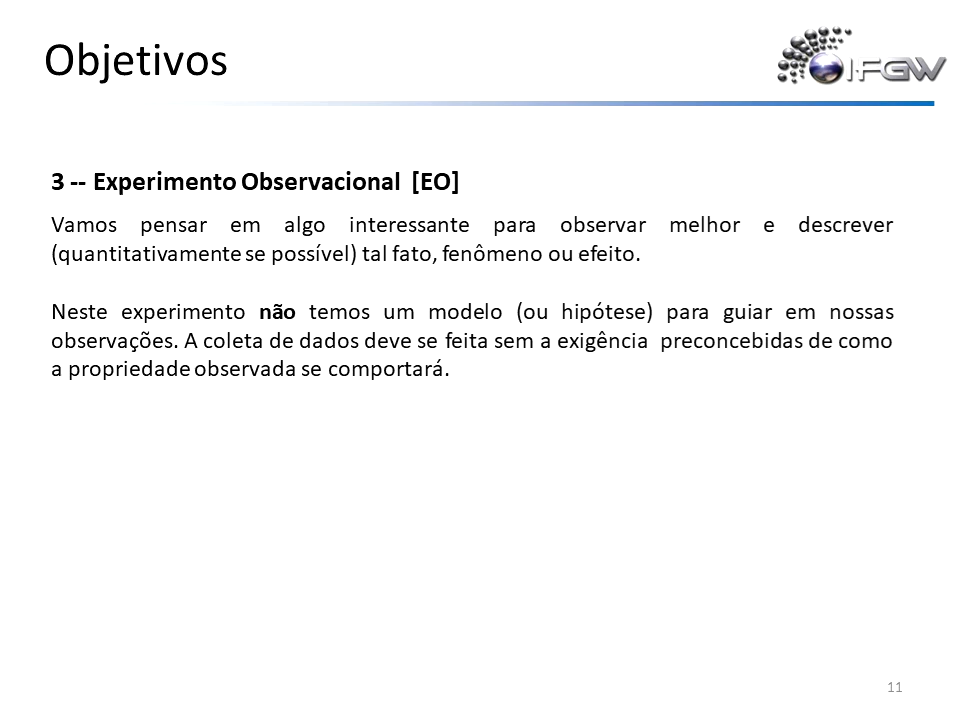 Objetivos
IFGW
3 -- Experimento Observacional [EO]
Vamos pensar em algo interessante para observar melhor e descrever
(quantitativamente se possível) tal fato, fenômeno ou efeito.
Neste experimento não temos um modelo (ou hipótese) para guiar em nossas
observações. A coleta de dados deve se feita sem a exigência preconcebidas de como
a propriedade observada se comportará.
11